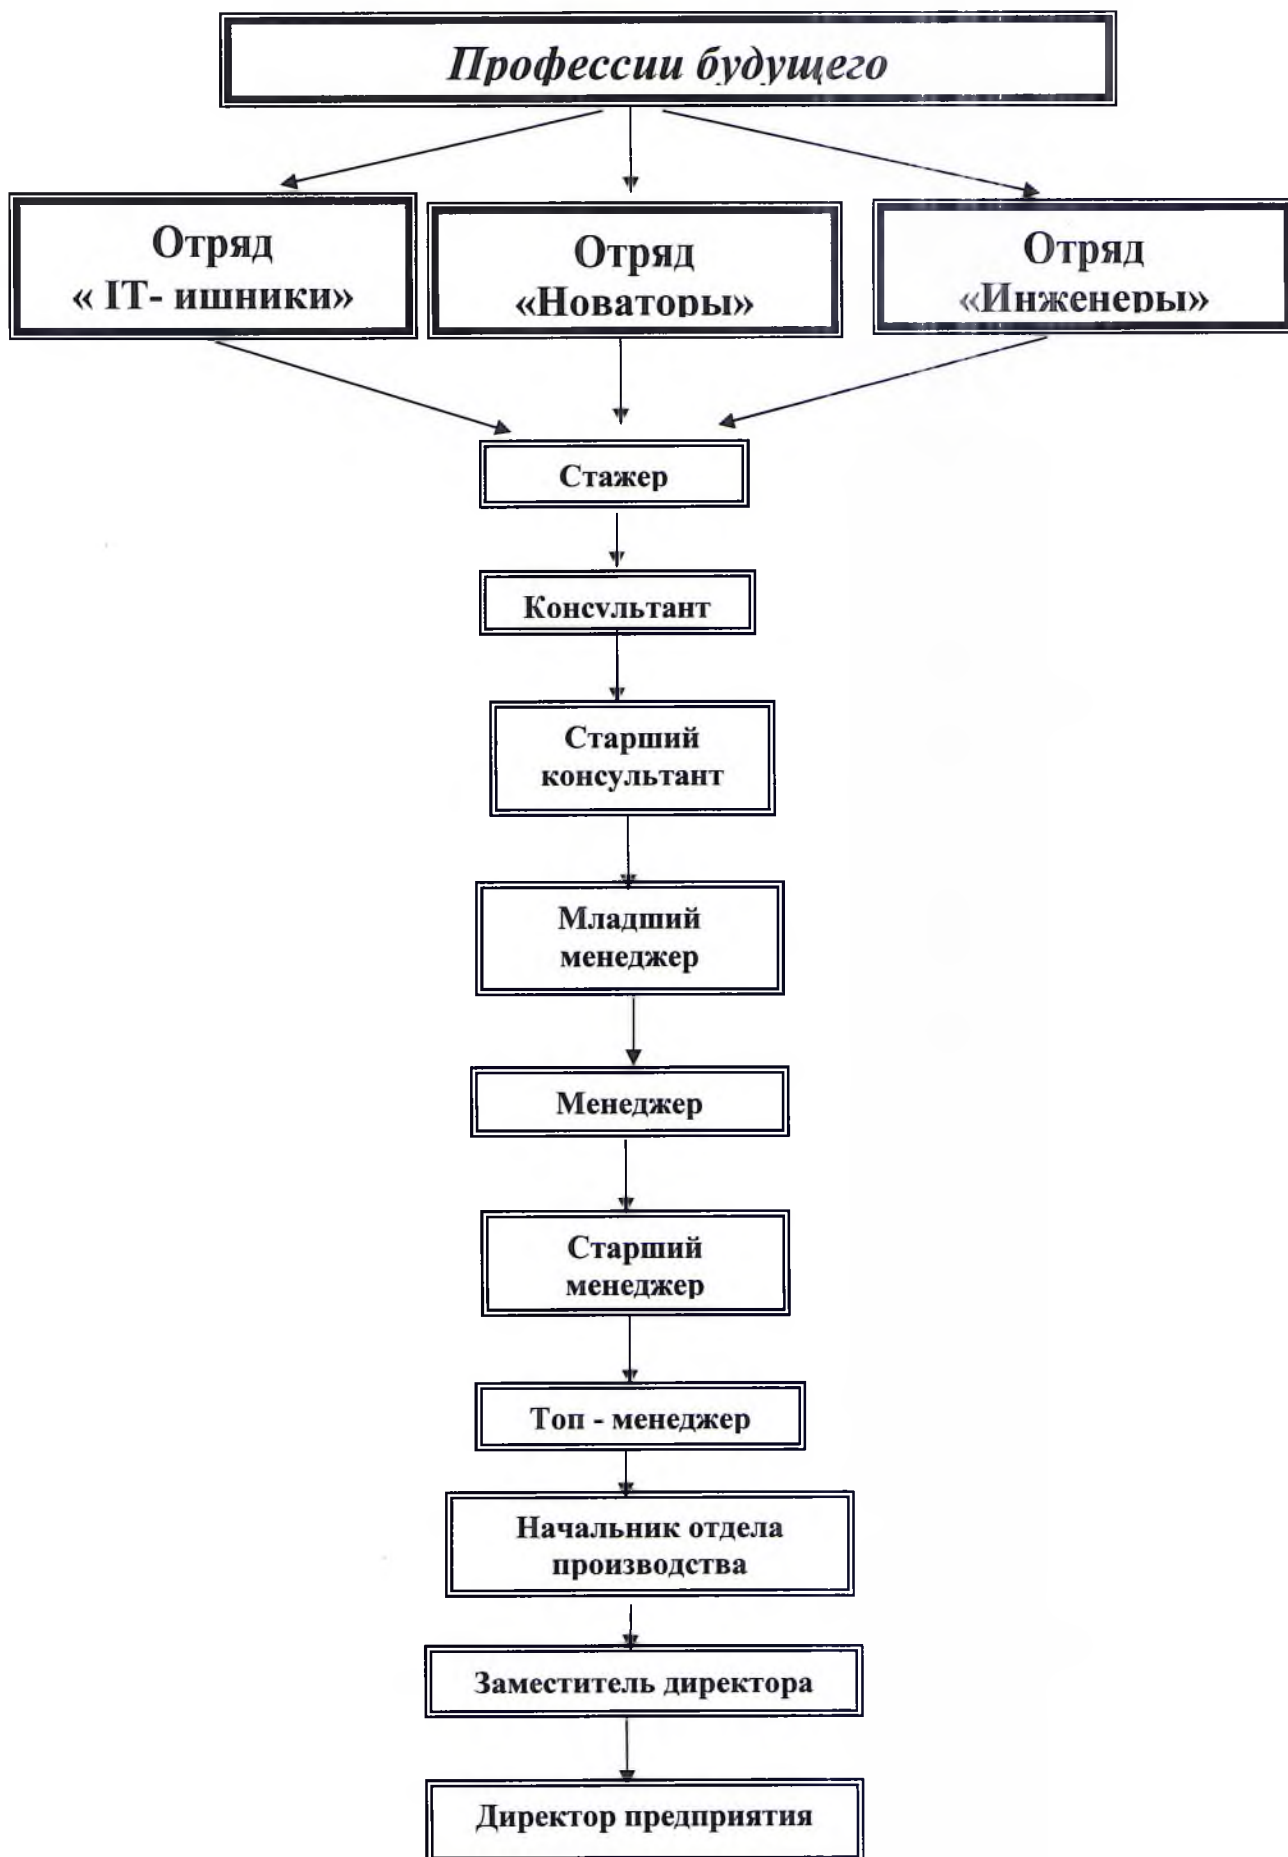 Профессии будущего
Отряд
« IT- ишники»
Отряд
«Новаторы»
Отряд
«Инженеры»
Стажер
Консультант
Старший
консультант
Младший
менеджер
Менеджер
Старший
менеджер
Топ - менеджер
Начальник отдела
производства
Заместитель директора
Директор предприятия